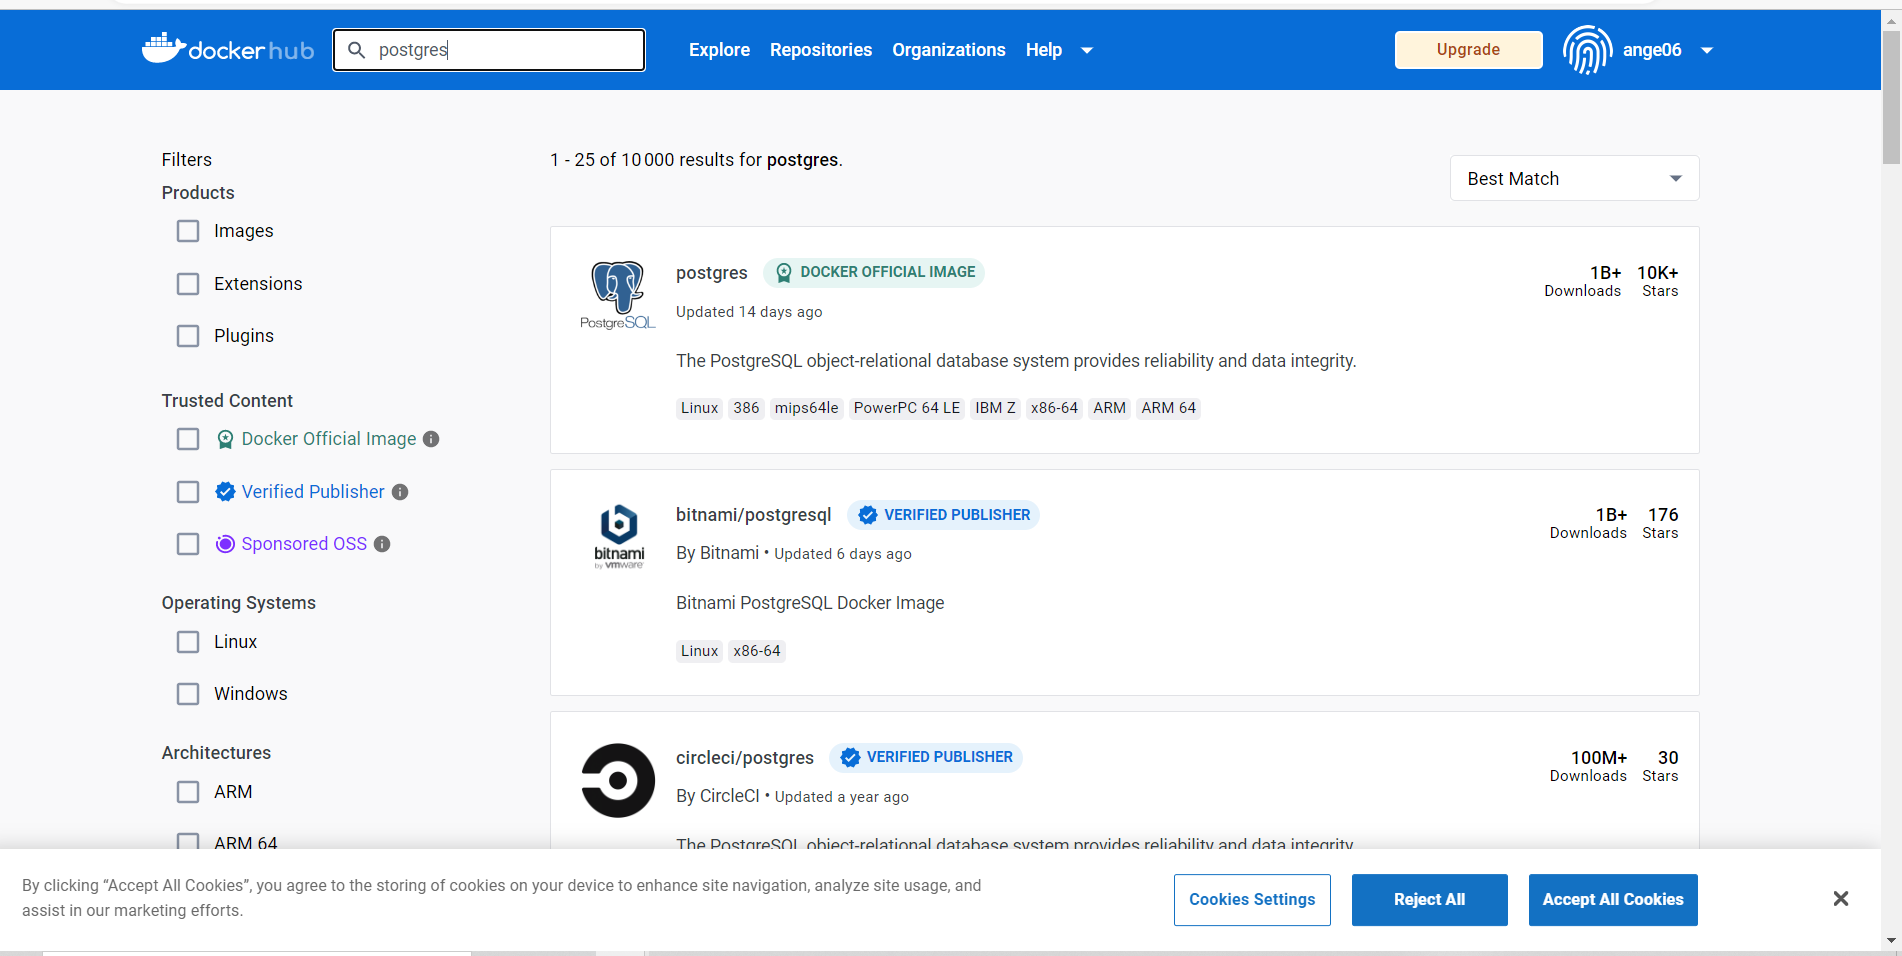 docker hub
postgres
Explore Repositories Organizations Help
Upgrade
ange06
Filters
Products
Images
Extensions
Plugins
Trusted Content
Docker Official Image
Verified Publisher
Sponsored OSS
Operating Systems
Linux
Windows
Architectures
ARM
ARM 64
1 - 25 of 10 000 results for postgres.
Best Match
PostgreSQL
postgres DOCKER OFFICIAL IMAGE
Updated 14 days ago
1B+ 10K+
Downloads Stars
The PostgreSQL object-relational database system provides reliability and data integrity.
Linux 386 mips64le PowerPC 64 LE IBM Z x86-64 ARM ARM 64
bitnami
by vmware
bitnami/postgresql VERIFIED PUBLISHER
By Bitnami • Updated 6 days ago
1B+ 176
Downloads Stars
Bitnami PostgreSQL Docker Image
Linux x86-64
circleci/postgres VERIFIED PUBLISHER
By CircleCI • Updated a year ago
100M+ 30
Downloads Stars
The PostgreSQL object-relational database system provides reliability and data integrity
By clicking “Accept All Cookies”, you agree to the storing of cookies on your device to enhance site navigation, analyze site usage, and
assist in our marketing efforts.
Cookies Settings
Reject All
Accept All Cookies